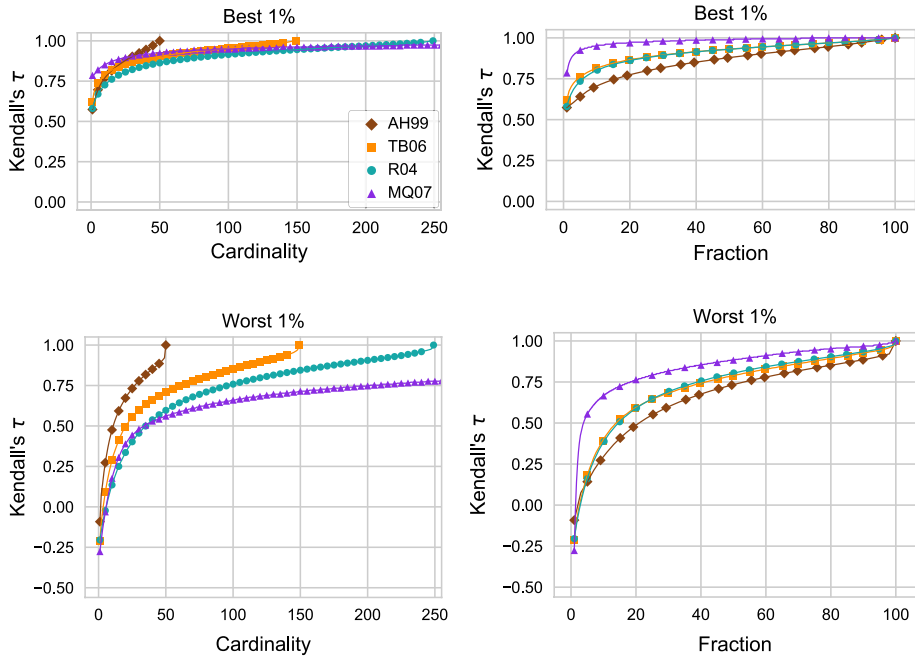 Best 1%
Kendall's τ
1.00
0.75
0.50
0.25
0.00
AH99
TB06
R04
MQ07
0 50 100 150 200 250
Cardinality
Best 1%
Kendall's τ
1.00
0.75
0.50
0.25
0.00
0 20 40 60 80 100
Fraction
Worst 1%
Kendall's τ
1.00
0.75
0.50
0.25
0.00
−0.25
−0.50
0 50 100 150 200 250
Cardinality
Worst 1%
Kendall's τ
1.00
0.75
0.50
0.25
0.00
−0.25
−0.50
0 20 40 60 80 100
Fraction